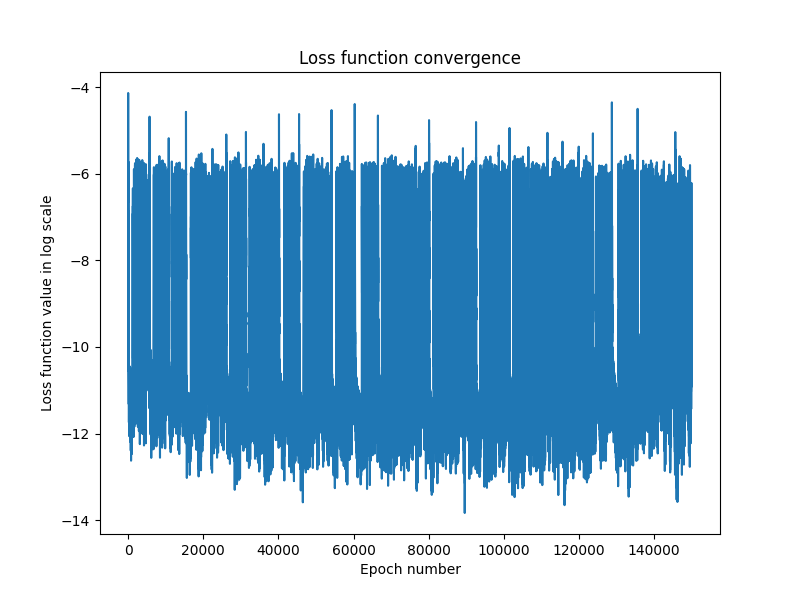 Loss function convergence
−4
−6
−8
−10
−12
−14
Loss function value in log scale
0 20000 40000 60000 80000 100000 120000 140000
Epoch number